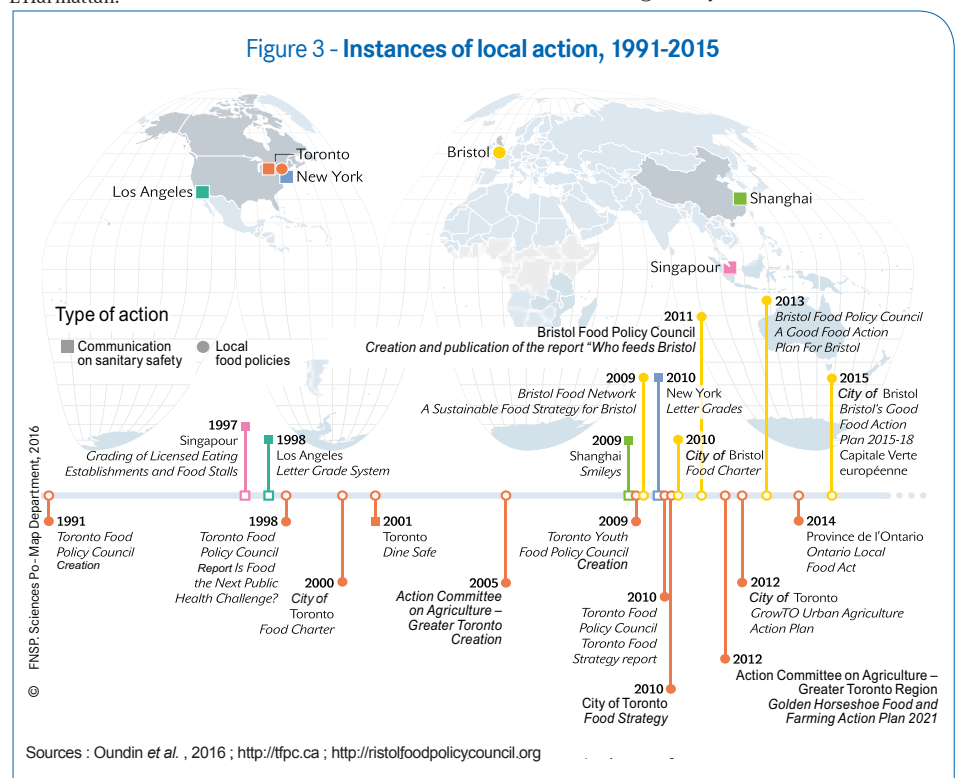 Figure 3 - Instances of local action, 1991-2015
Toronto
New York
Los Angeles
Bristol
Shanghai
Singapour
Type of action
Communication
on sanitary safety
Local
food policies
2013
Bristol Food Policy Council
A Good Food Action
Plan For Bristol
2011
Bristol Food Policy Council
Creation and publication of the report “Who feeds Bristol
2009
Bristol Food Network
A Sustainable Food Strategy for Bristol
2010
New York
Letter Grades
2015
City of Bristol
Bristol's Good
Food Action
Plan 2015-18
Capitale Verte
européenne
1997
Singapour
Grading of Licensed Eating
Establishments and Food Stalls
1998
Los Angeles
Letter Grade System
2009
Shanghai
Smileys
2010
City of Bristol
Food Charter
1991
Toronto Food
Policy Council
Creation
1998
Toronto Food
Policy Council
Report Is Food
the Next Public
Health Challenge?
2000
City of
Toronto
Food Charter
2001
Toronto
Dine Safe
2005
Action Committee
on Agriculture –
Greater Toronto
Creation
2009
Toronto Youth
Food Policy Council
Creation
2010
Toronto Food
Policy Council
Toronto Food
Strategy report
2010
City of Toronto
Food Strategy
2014
Province de l'Ontario
Ontario Local
Food Act
2012
City of Toronto
GrowTO Urban Agriculture
Action Plan
2012
Action Committee on Agriculture –
Greater Toronto Region
Golden Horseshoe Food and
Farming Action Plan 2021
© FNSP. Sciences Po - Map Department, 2016
Sources : Oundin et al. , 2016 ; http://tfpc.ca ; http://ristolfoodpolicycouncil.org